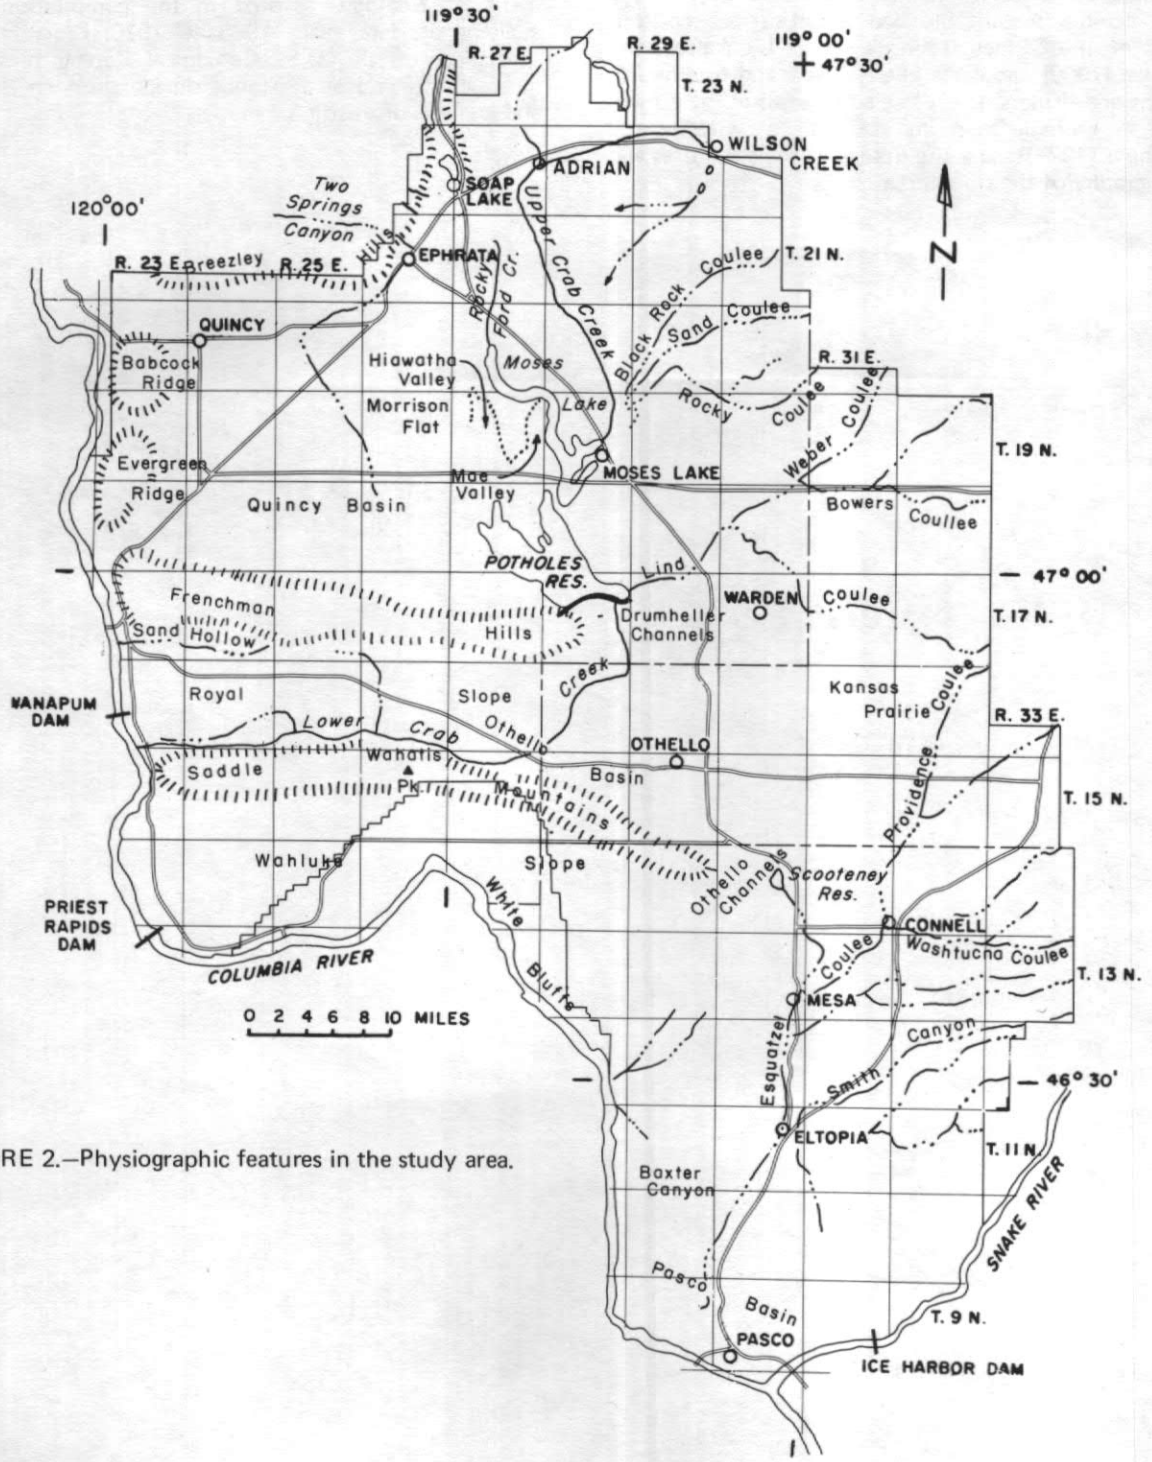 119° 30'
R. 27 E.
R. 29 E.
119° 00'
47° 30'
T. 23 N.
WILSON
CREEK
ADRIAN
SOAP
LAKE
Two
Springs
Canyon
120° 00'
Hills
EPHRATA
Upper Crab Creek
Rocky
Ford Cr.
Coulee
T. 21 N.
N
R. 23 E.
Breezley
R. 25 E.
QUINCY
Black Rock
Sand Coulee
Babcock
Ridge
Hiawatha
Valley
Moses
Lake
R. 31 E.
Morrison
Flat
Rocky
Coulee
Weber Coulee
T. 19 N.
Evergreen
Ridge
Mae
Valley
MOSES LAKE
Quincy Basin
Bowers
Coullee
POTHOLES
RES.
Lind
47° 00'
Frenchman
Hills
Drumheller
Channels
WARDEN
Coulee
T. 17 N.
Sand Hollow
Creek
Royal
Slope
Kansas
Prairie
Coulee
WANAPUM
DAM
R. 33 E.
Lower
Crab
Othello
OTHELLO
Saddle
Wahatis
Pk.
Basin
Mountains
Providence
T. 15 N.
Wahluke
Slope
Othello
Channels
Scooteney
Res.
White
Bluffs
PRIEST
RAPIDS
DAM
CONNELL
Washtucna Coulee
COLUMBIA RIVER
Coulee
T. 13 N.
0 2 4 6 8 10 MILES
MESA
Esquatzel
Canyon
Smith
46° 30'
ELTOPIA
T. 11 N.
RE 2.—Physiographic features in the study area.
Baxter
Canyon
SNAKE RIVER
Pasco
Basin
T. 9 N.
PASCO
ICE HARBOR DAM